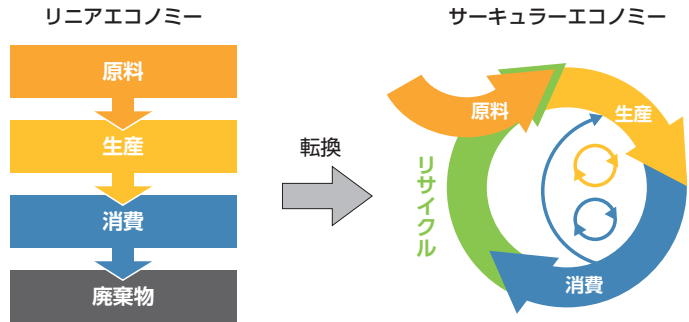 リニアエコノミー
原料
生産
消費
廃棄物
転換
サーキュラーエコノミー
原料
生産
消費
リサイクル